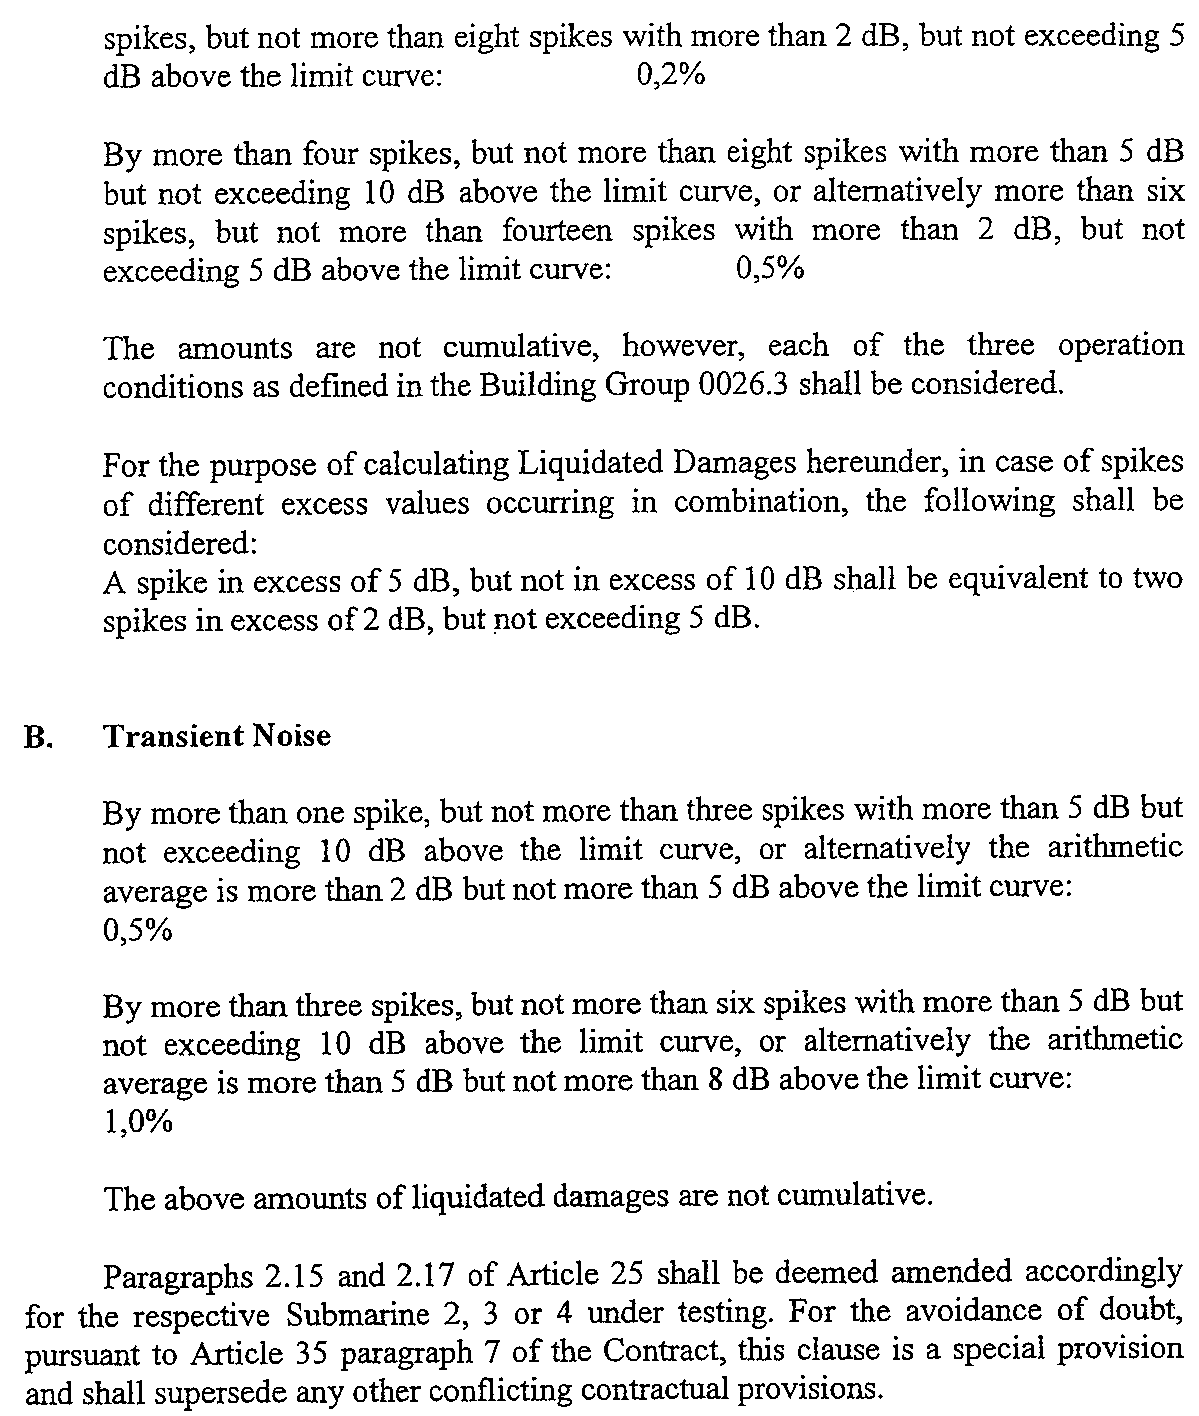 spikes, but not more than eight spikes with more than 2 dB, but not exceeding 5
dB above the limit curve: 0,2%
By more than four spikes, but not more than eight spikes with more than 5 dB
but not exceeding 10 dB above the limit curve, or alternatively more than six
spikes, but not more than fourteen spikes with more than 2 dB, but not
exceeding 5 dB above the limit curve: 0,5%
The amounts are not cumulative, however, each of the three operation
conditions as defined in the Building Group 0026.3 shall be considered.
For the purpose of calculating Liquidated Damages hereunder, in case of spikes
of different excess values occurring in combination, the following shall be
considered:
A spike in excess of 5 dB, but not in excess of 10 dB shall be equivalent to two
spikes in excess of 2 dB, but not exceeding 5 dB.
B. Transient Noise
By more than one spike, but not more than three spikes with more than 5 dB but
not exceeding 10 dB above the limit curve, or alternatively the arithmetic
average is more than 2 dB but not more than 5 dB above the limit curve:
0,5%
By more than three spikes, but not more than six spikes with more than 5 dB but
not exceeding 10 dB above the limit curve, or alternatively the arithmetic
average is more than 5 dB but not more than 8 dB above the limit curve:
1,0%
The above amounts of liquidated damages are not cumulative.
Paragraphs 2.15 and 2.17 of Article 25 shall be deemed amended accordingly
for the respective Submarine 2, 3 or 4 under testing. For the avoidance of doubt,
pursuant to Article 35 paragraph 7 of the Contract, this clause is a special provision
and shall supersede any other conflicting contractual provisions.